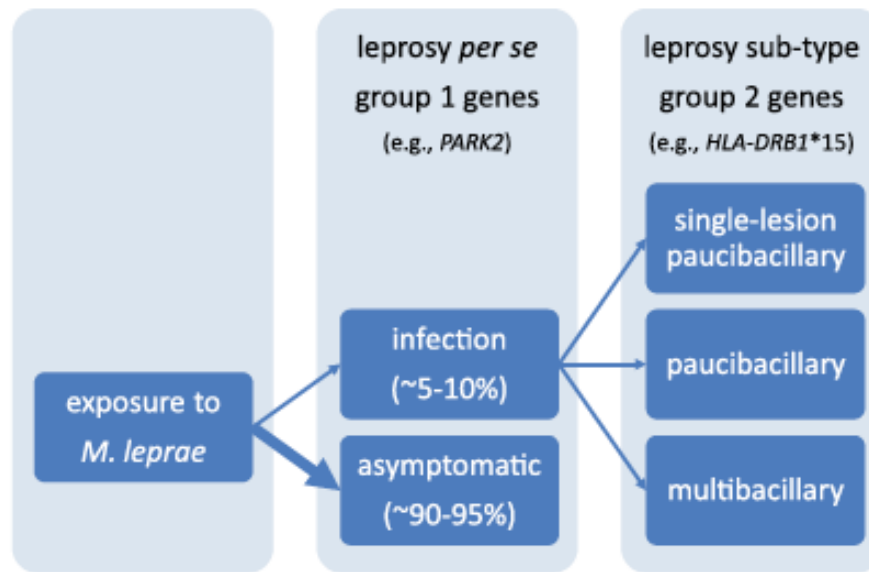 leprosy per se
group 1 genes
(e.g., PARK2)
leprosy sub-type
group 2 genes
(e.g., HLA-DRB1*15)
exposure to
M. leprae
infection
(~5-10%)
asymptomatic
(~90-95%)
single-lesion
paucibacillary
paucibacillary
multibacillary